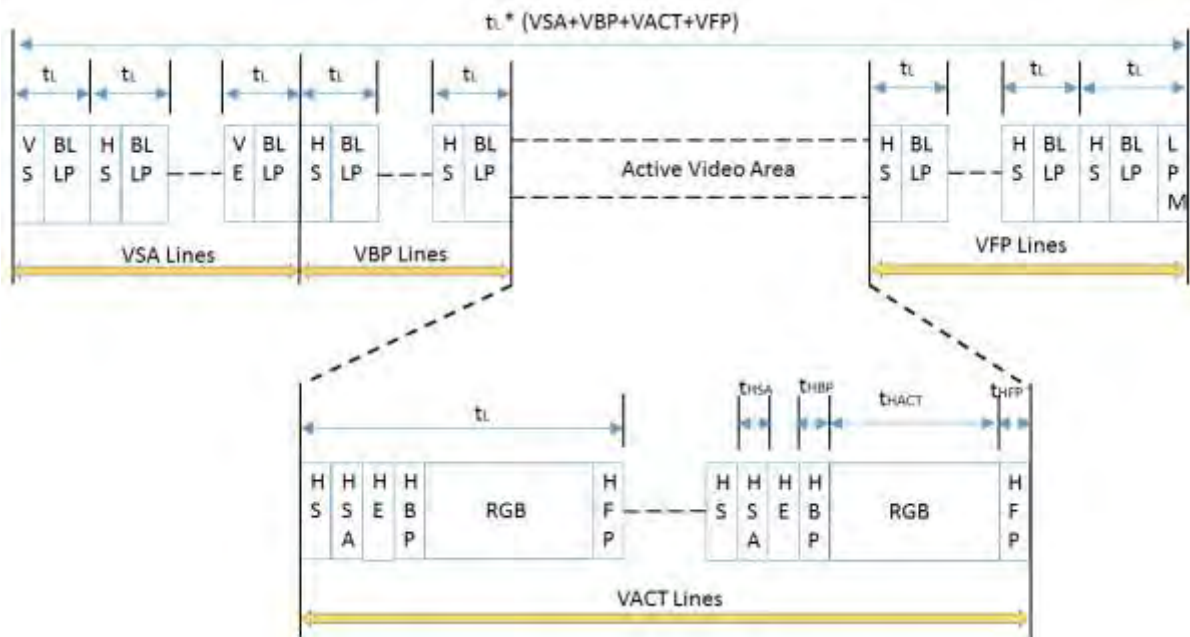 tL* (VSA+VBP+VACT+VFP)
tL tL tL tL tL tL tL tL
V S BL LP H S BL LP V E BL LP H S BL LP H S BL LP Active Video Area H S BL LP H S BL LP H S BL LP L P M
VSA Lines VBP Lines VFP Lines
tL tHSA tHBP tHACT tHFP
H S H S A H E H B P RGB H F P H S H S A H E H B P RGB H F P
VACT Lines